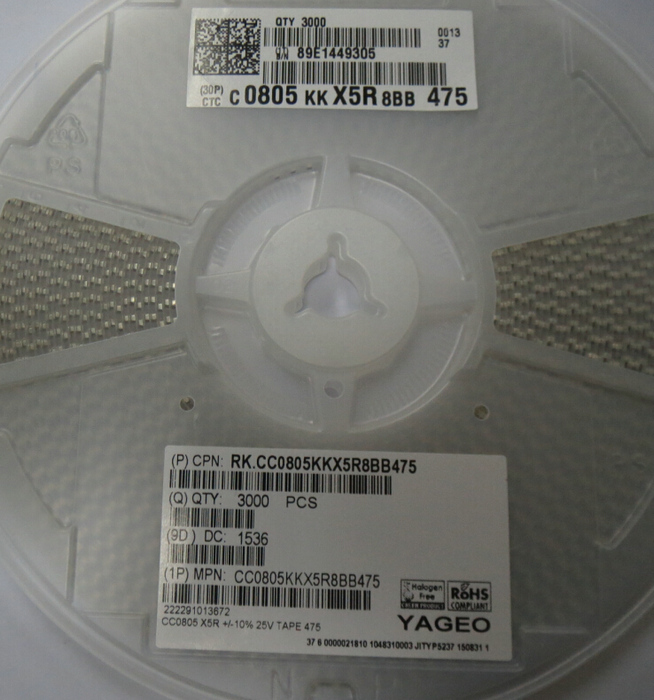 QTY 3000
0013
37
89E1449305
(30P)
CTC C 0805 KK X5R 8BB 475
PS
(P) CPN: RK.CC0805KKX5R8BB475
(Q) QTY: 3000 PCS
(9D) DC: 1536
(1P) MPN: CC0805KKX5R8BB475
Halogen
Free
RoHS
COMPLIANT
222291013672
CC0805 X5R +/-10% 25V TAPE 475
YAGEO
37 6 0000021810 1048310003 JITYP5237 150831 1
N